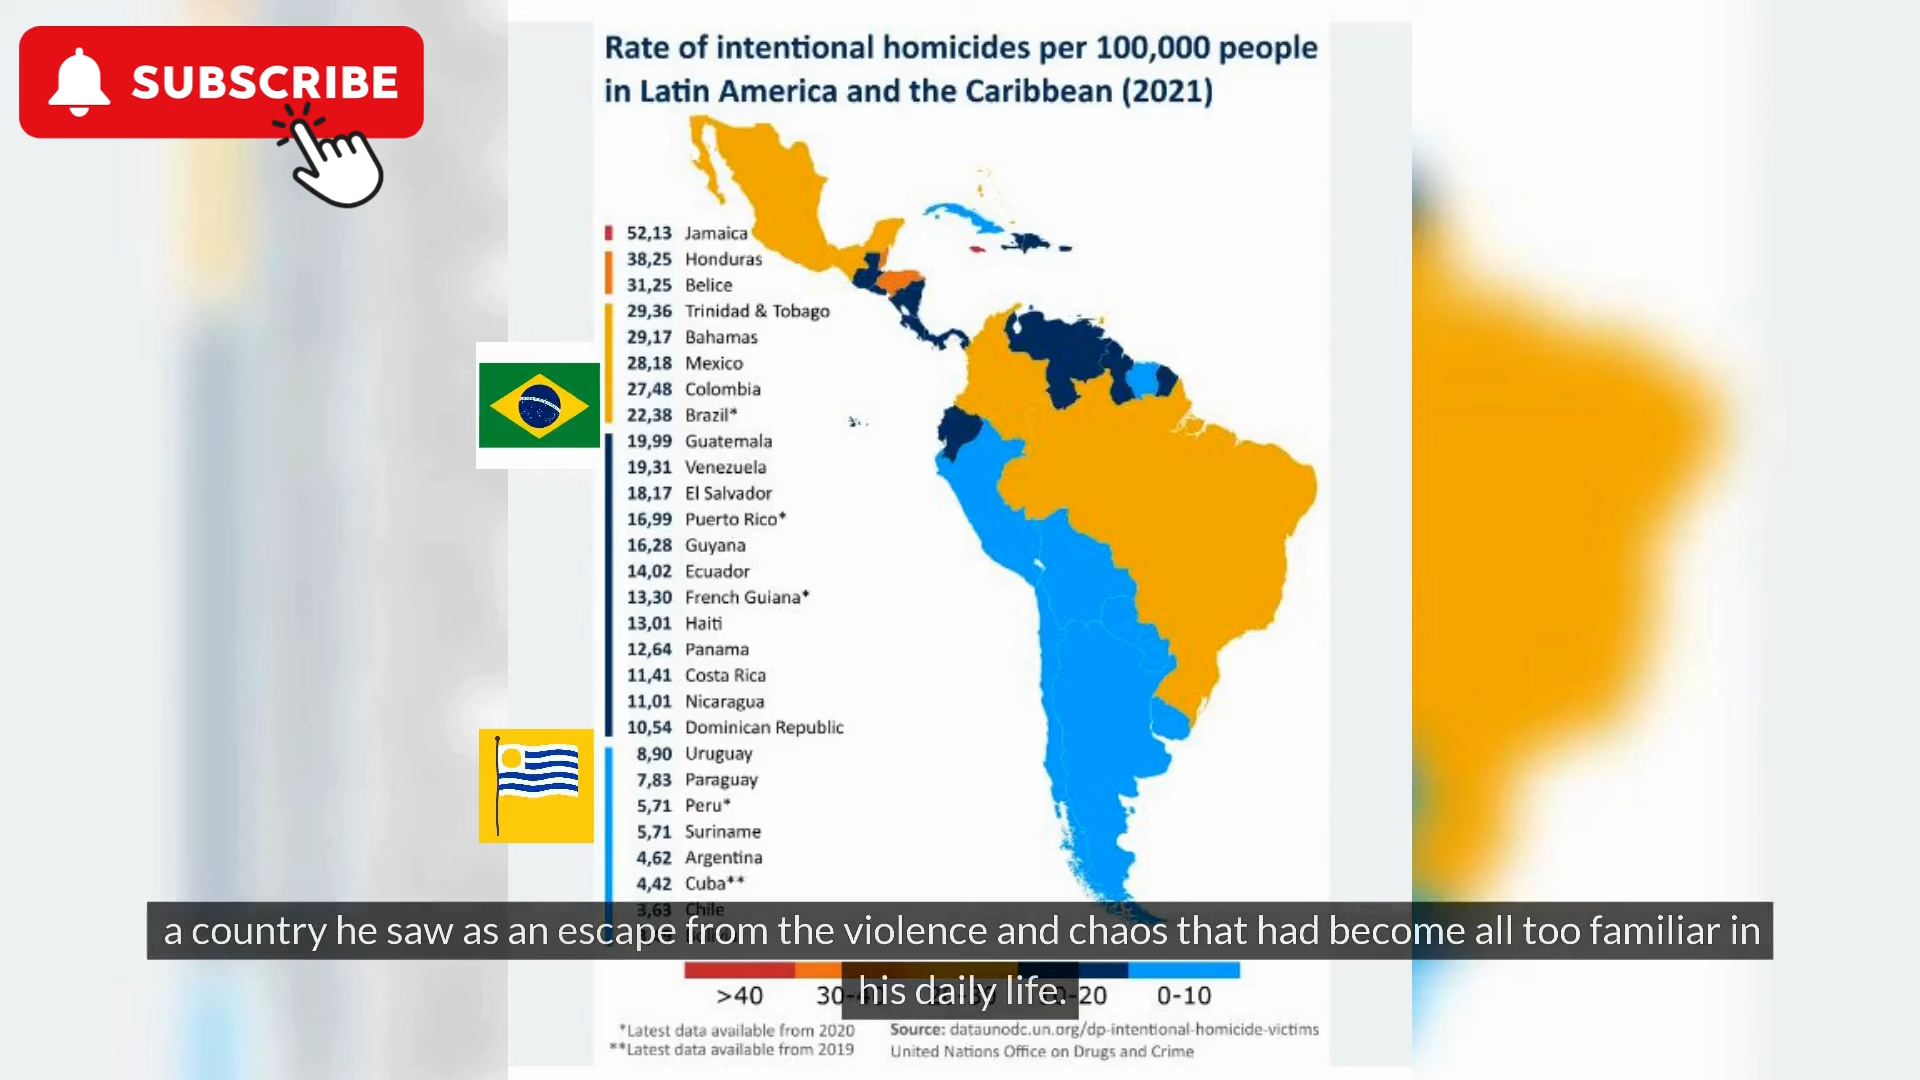 SUBSCRIBE
Rate of intentional homicides per 100,000 people
in Latin America and the Caribbean (2021)
52,13 Jamaica
38,25 Honduras
31,25 Belice
29,36 Trinidad & Tobago
29,17 Bahamas
28,18 Mexico
27,48 Colombia
22,38 Brazil*
19,99 Guatemala
19,31 Venezuela
18,17 El Salvador
16,99 Puerto Rico*
16,28 Guyana
14,02 Ecuador
13,30 French Guiana*
13,01 Haiti
12,64 Panama
11,41 Costa Rica
11,01 Nicaragua
10,54 Dominican Republic
8,90 Uruguay
7,83 Paraguay
5,71 Peru*
5,71 Suriname
4,62 Argentina
4,42 Cuba**
3,63 Chile
a country he saw as an escape from the violence and chaos that had become all too familiar in
his daily life.
>40 0-10
*Latest data available from 2020
**Latest data available from 2019
Source: dataunodc.un.org/dp-intentional-homicide-victims
United Nations Office on Drugs and Crime